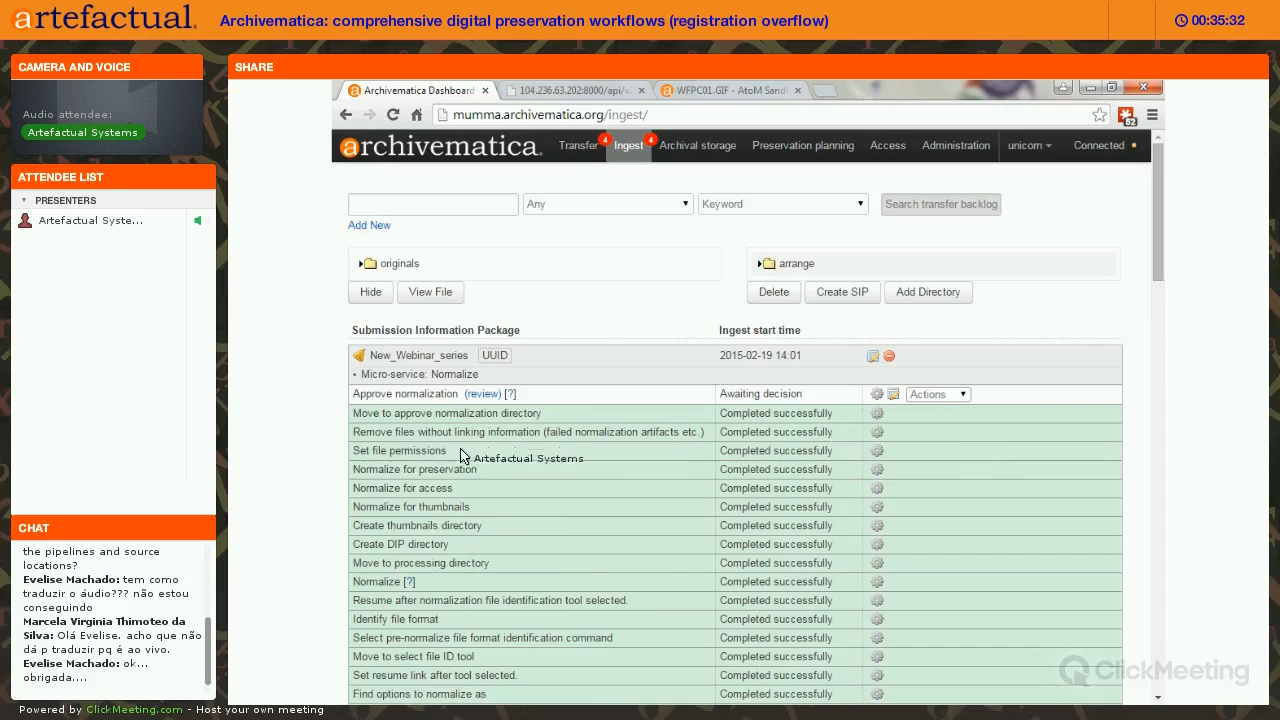 artefactual
Archivematica: comprehensive digital preservation workflows (registration overflow)
00:35:32
CAMERA AND VOICE
Audio attendee:
Artefactual Systems
ATTENDEE LIST
PRESENTERS
Artefactual Syste...
CHAT
the pipelines and source
locations?
Evelise Machado: tem como
traduzir o áudio??? não estou
conseguindo
Marcela Virginia Thimoteo da
Silva: Olá Evelise. acho que não
dá p traduzir pq é ao vivo.
Evelise Machado: ok...
obrigada....
Powered by ClickMeeting.com - Host your own meeting
SHARE
Archivematica Dashboard
104.236.63.202:8000/api/v.
WFPC01.GIF - AtoM Sand
mumma.archivematica.org/ingest/
62
archivematica
Transfer 4 Ingest 4 Archival storage Preservation planning Access Administration unicorn Connected
Any Keyword Search transfer backlog
Add New
originals arrange
Hide View File Delete Create SIP Add Directory
Submission Information Package Ingest start time
New_Webinar_series UUID 2015-02-19 14:01
Micro-service: Normalize
Approve normalization (review) [?] Awaiting decision Actions
Move to approve normalization directory Completed successfully
Remove files without linking information (failed normalization artifacts etc.) Completed successfully
Set file permissions Completed successfully
Artefactual Systems
Normalize for preservation Completed successfully
Normalize for access Completed successfully
Normalize for thumbnails Completed successfully
Create thumbnails directory Completed successfully
Create DIP directory Completed successfully
Move to processing directory Completed successfully
Normalize [?] Completed successfully
Resume after normalization file identification tool selected. Completed successfully
Identify file format Completed successfully
Select pre-normalize file format identification command Completed successfully
Move to select file ID tool Completed successfully
Set resume link after tool selected. Completed successfully
Find options to normalize as Completed successfully
ClickMeeting